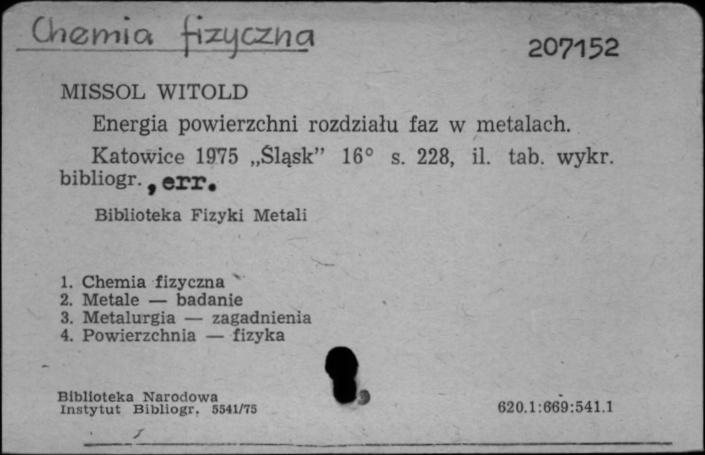 Chemia fizyczna
207152
MISSOL WITOLD
Energia powierzchni rozdziału faz w metalach.
Katowice 1975 „Śląsk” 16° s. 228, il. tab. wykr.
bibliogr., err.
Biblioteka Fizyki Metali
1. Chemia fizyczna
2. Metale — badanie
3. Metalurgia — zagadnienia
4. Powierzchnia — fizyka
Biblioteka Narodowa
Instytut Bibliogr. 5541/75
620.1:669:541.1